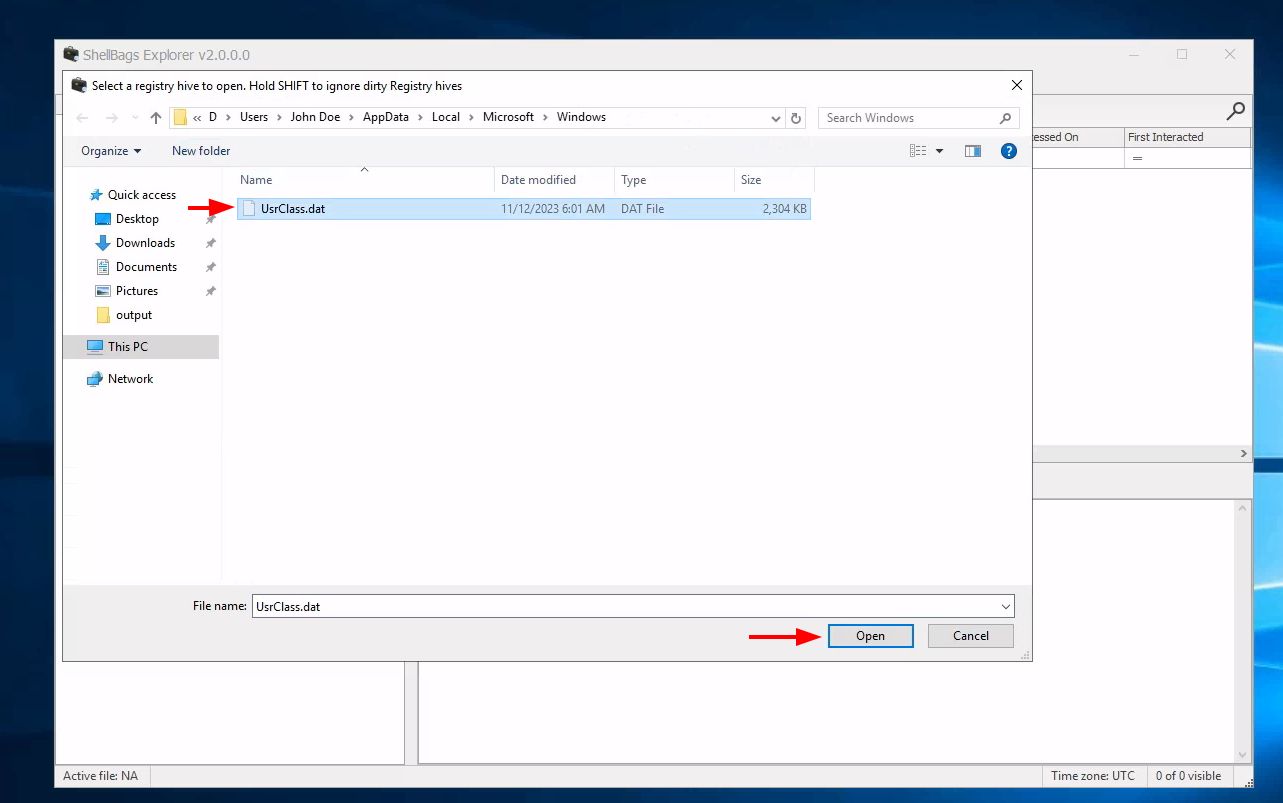 ShellBags Explorer v2.0.0.0
Select a registry hive to open. Hold SHIFT to ignore dirty Registry hives
« D > Users > John Doe > AppData > Local > Microsoft > Windows
Search Windows
Organize
New folder
Name
Date modified
Type
Size
UsrClass.dat
11/12/2023 6:01 AM
DAT File
2,304 KB
Quick access
Desktop
Downloads
Documents
Pictures
output
This PC
Network
essed On
First Interacted
=
File name:
UsrClass.dat
Open
Cancel
Active file: NA
Time zone: UTC
0 of 0 visible